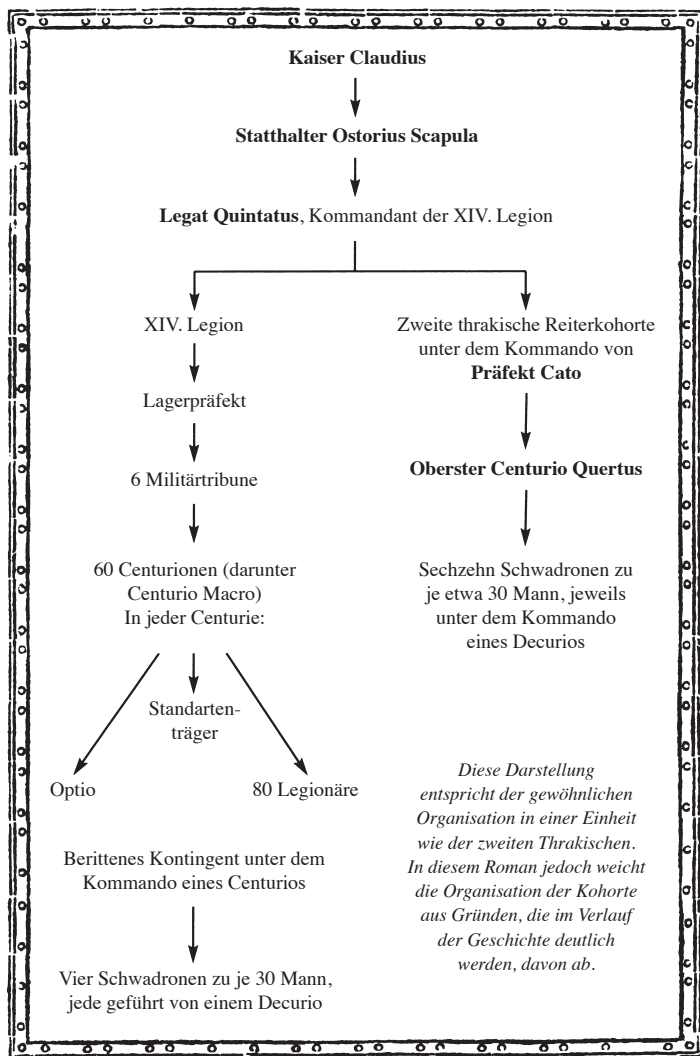 Kaiser Claudius
Statthalter Ostorius Scapula
Legat Quintatus, Kommandant der XIV. Legion
XIV. Legion
Lagerpräfekt
6 Militärtribune
60 Centurionen (darunter
Centurio Macro)
In jeder Centurie:
Standarten-
träger
Optio
80 Legionäre
Berittenes Kontingent unter dem
Kommando eines Centurios
Vier Schwadronen zu je 30 Mann,
jede geführt von einem Decurio
Zweite thrakische Reiterkohorte
unter dem Kommando von
Präfekt Cato
Oberster Centurio Quertus
Sechzehn Schwadronen zu
je etwa 30 Mann, jeweils
unter dem Kommando
eines Decurios
Diese Darstellung
entspricht der gewöhnlichen
Organisation in einer Einheit
wie der zweiten Thrakischen.
In diesem Roman jedoch weicht
die Organisation der Kohorte
aus Gründen, die im Verlauf
der Geschichte deutlich
werden, davon ab.